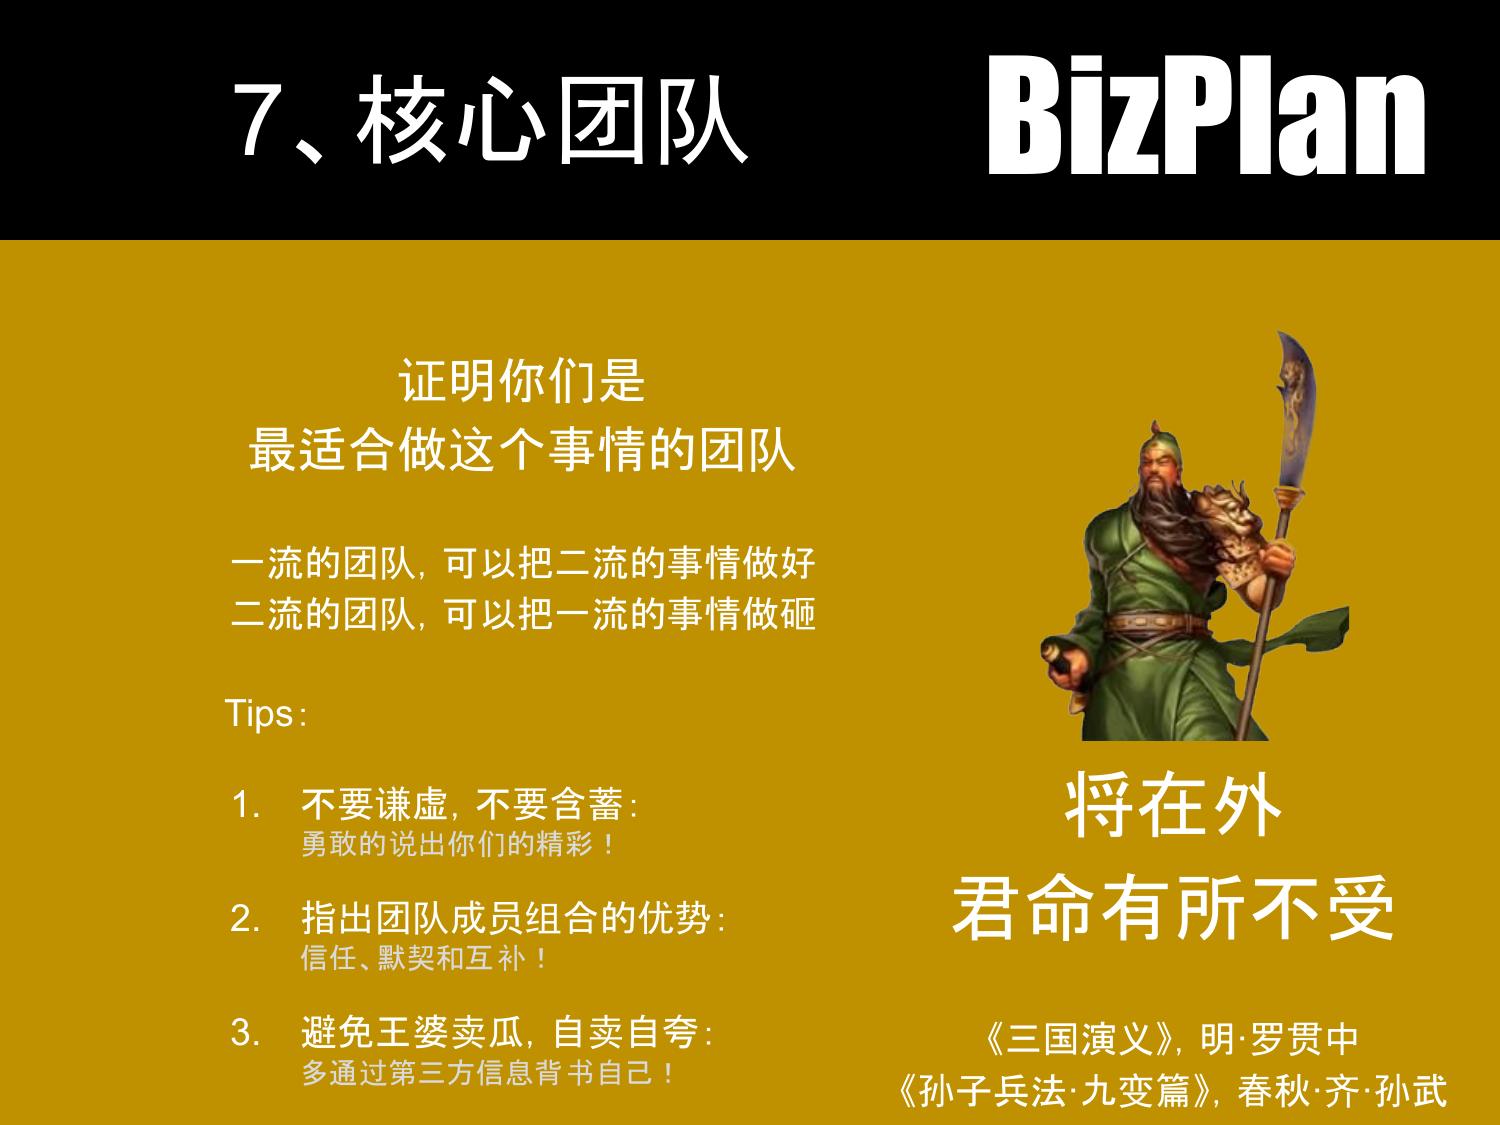 7、核心团队
BizPlan
证明你们是
最适合做这个事情的团队
一流的团队，可以把二流的事情做好
二流的团队，可以把一流的事情做砸
Tips：
1. 不要谦虚，不要含蓄：
勇敢的说出你们的精彩！
2. 指出团队成员组合的优势：
信任、默契和互补！
3. 避免王婆卖瓜，自卖自夸：
多通过第三方信息背书自己！
将在外
君命有所不受
《三国演义》，明·罗贯中
《孙子兵法·九变篇》，春秋·齐·孙武